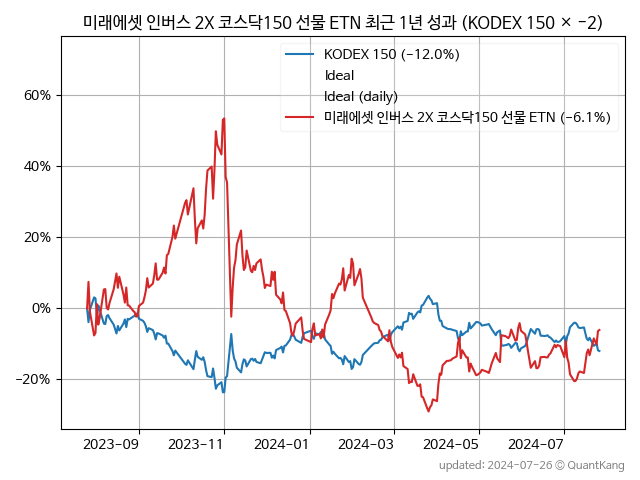 미래에셋 인버스 2X 코스닥150 선물 ETN 최근 1년 성과 (KODEX 150 × −2)
KODEX 150 (−12.0%)
Ideal
Ideal (daily)
미래에셋 인버스 2X 코스닥150 선물 ETN (−6.1%)
60%
40%
20%
0%
−20%
2023−09 2023−11 2024−01 2024−03 2024−05 2024−07
updated: 2024-07-26 © QuantKang